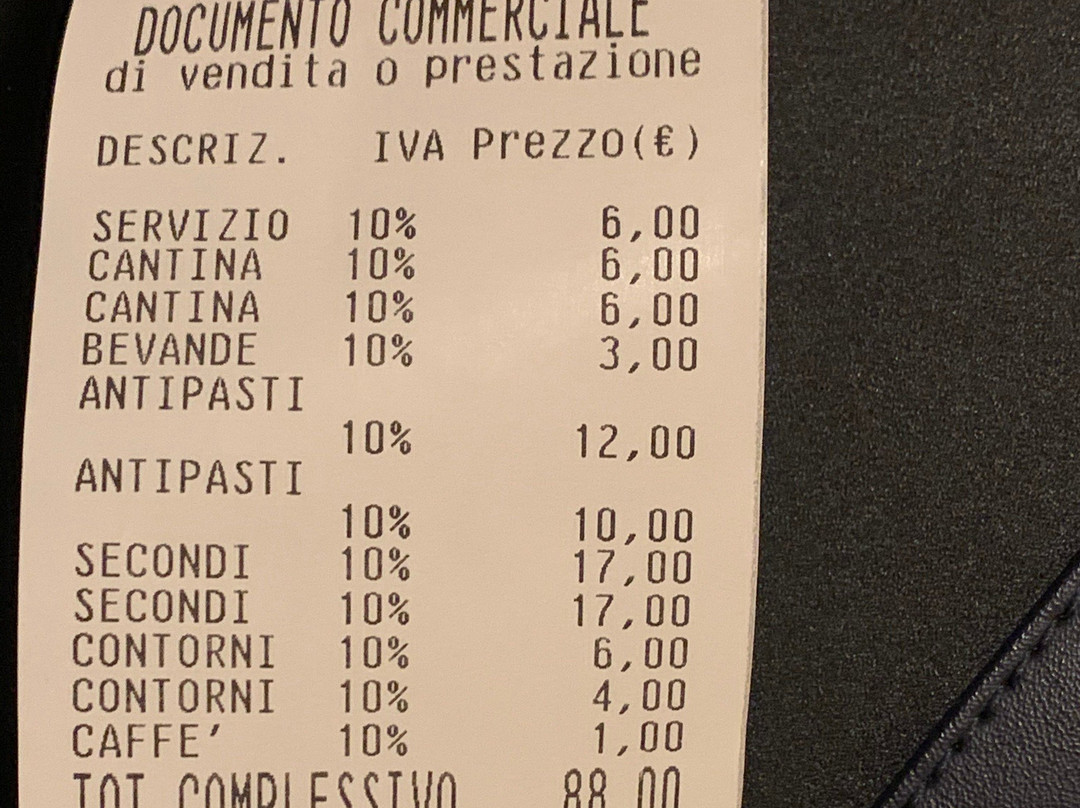 DOCUMENTO COMMERCIALE
di vendita o prestazione
DESCRIZ. IVA Prezzo(€)
SERVIZIO 10% 6,00
CANTINA 10% 6,00
CANTINA 10% 6,00
BEVANDE 10% 3,00
ANTIPASTI
10% 12,00
ANTIPASTI
10% 10,00
SECONDI 10% 17,00
SECONDI 10% 17,00
CONTORNI 10% 6,00
CONTORNI 10% 4,00
CAFFE' 10% 1,00
TOT COMPLESSIVO 88,00